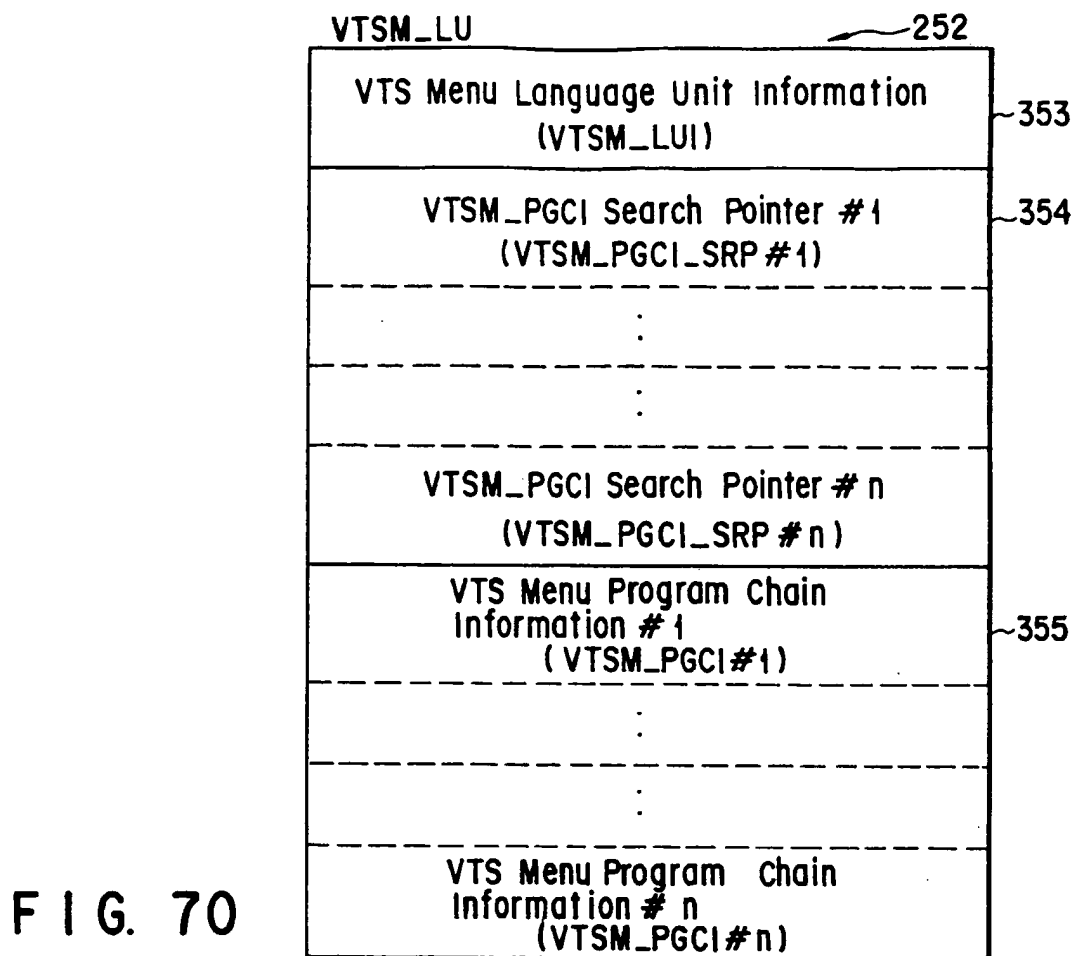 VTSM_LU 252
VTS Menu Language Unit Information
(VTSM_LUI) 353
VTSM_PGCI Search Pointer #1 354
(VTSM_PGCI_SRP#1)
VTSM_PGCI Search Pointer # n
(VTSM_PGCI_SRP #n)
VTS Menu Program Chain
Information #1 355
(VTSM_PGCI#1)
VTS Menu Program Chain
Information # n
(VTSM_PGCI#n)
FIG. 70